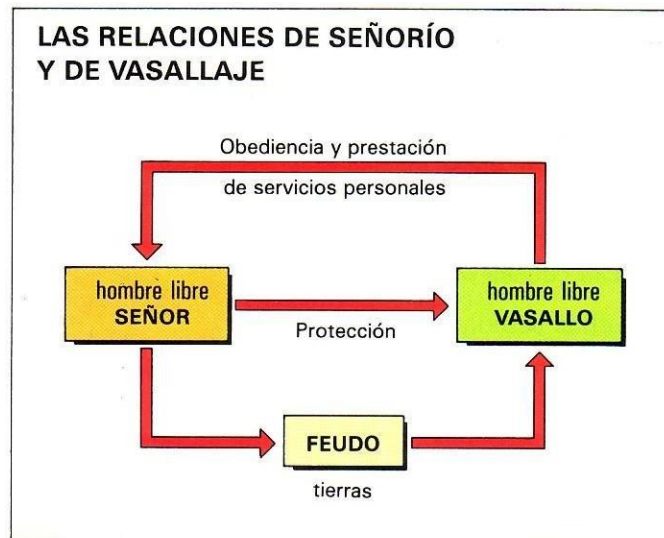 LAS RELACIONES DE SEÑORÍO
Y DE VASALLAJE
Obediencia y prestación
de servicios personales
hombre libre
SEÑOR
hombre libre
VASALLO
Protección
FEUDO
tierras